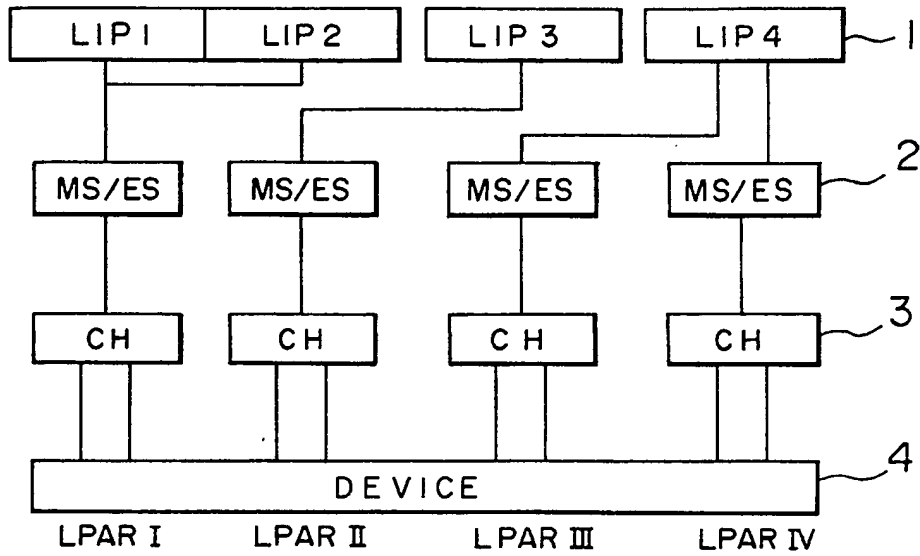 LIP1 LIP2 LIP3 LIP4 1
MS/ES MS/ES MS/ES MS/ES 2
CH CH CH CH 3
DEVICE 4
LPAR I LPAR II LPAR III LPAR IV